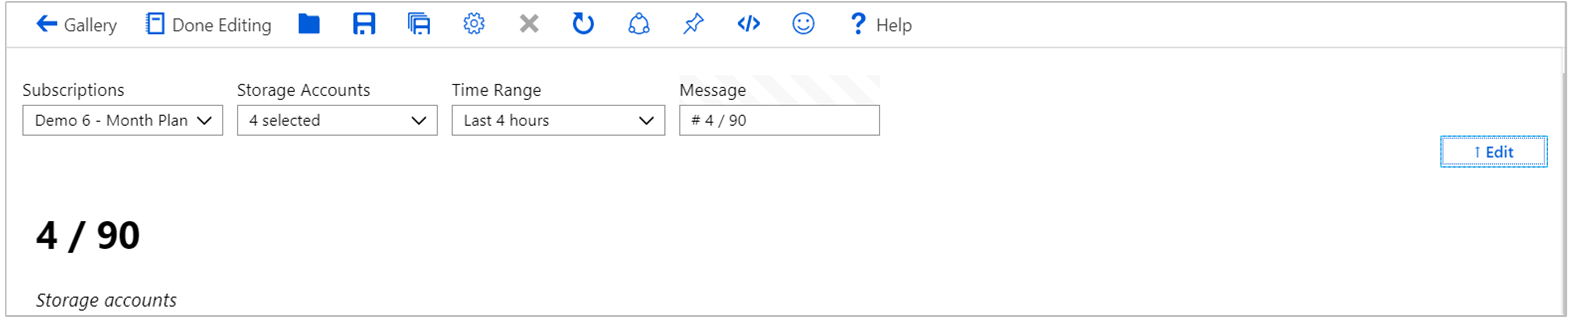 Gallery Done Editing Help
Subscriptions Storage Accounts Time Range Message
Demo 6 - Month Plan 4 selected Last 4 hours # 4 / 90
↑ Edit
4 / 90
Storage accounts